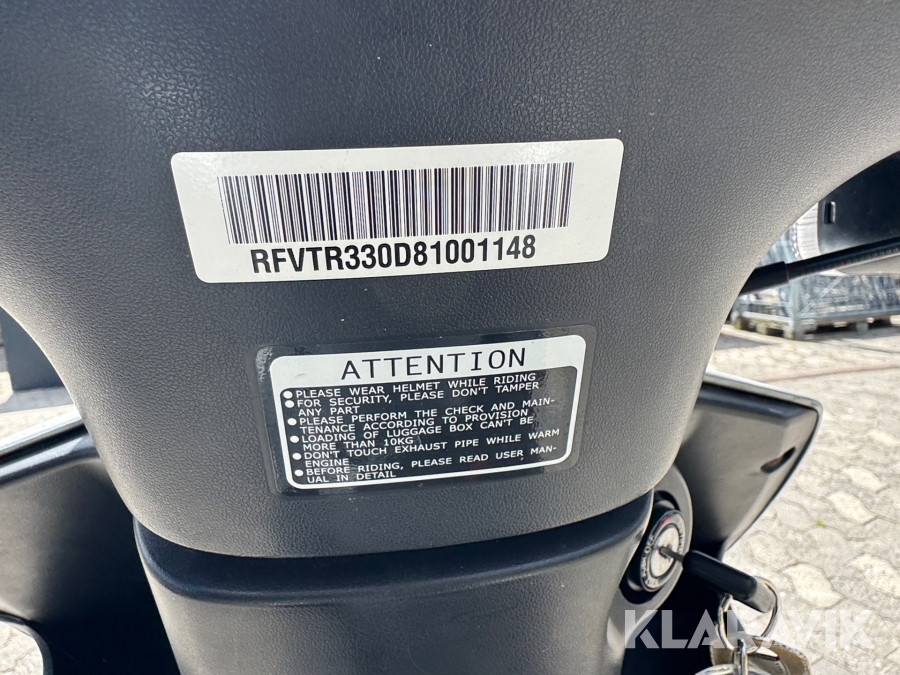 RFVTR330D81001148
ATTENTION
●PLEASE WEAR HELMET WHILE RIDING
●FOR SECURITY, PLEASE DON'T TAMPER
ANY PART
●PLEASE PERFORM THE CHECK AND MAIN-
TENANCE ACCORDING TO PROVISION
●LOADING OF LUGGAGE BOX CAN'T BE
MORE THAN 10KG
●DON'T TOUCH EXHAUST PIPE WHILE WARM
ENGINE
●BEFORE RIDING, PLEASE READ USER MAN-
UAL IN DETAIL
KLARAVIK